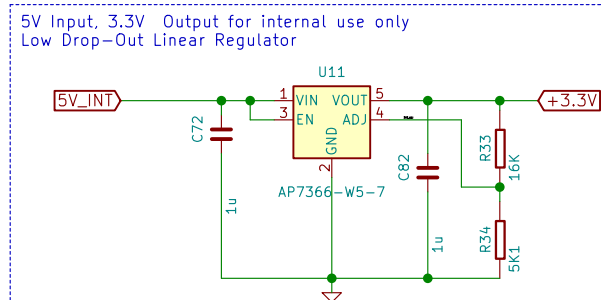 5V Input, 3.3V  Output for internal use only
Low Drop-Out Linear Regulator
U11
5V_INT
1
VIN
VOUT
5
+3.3V
3
EN
ADJ
4
C72
GND
2
C82
R33
16K
AP7366-W5-7
1u
1u
R34
5K1